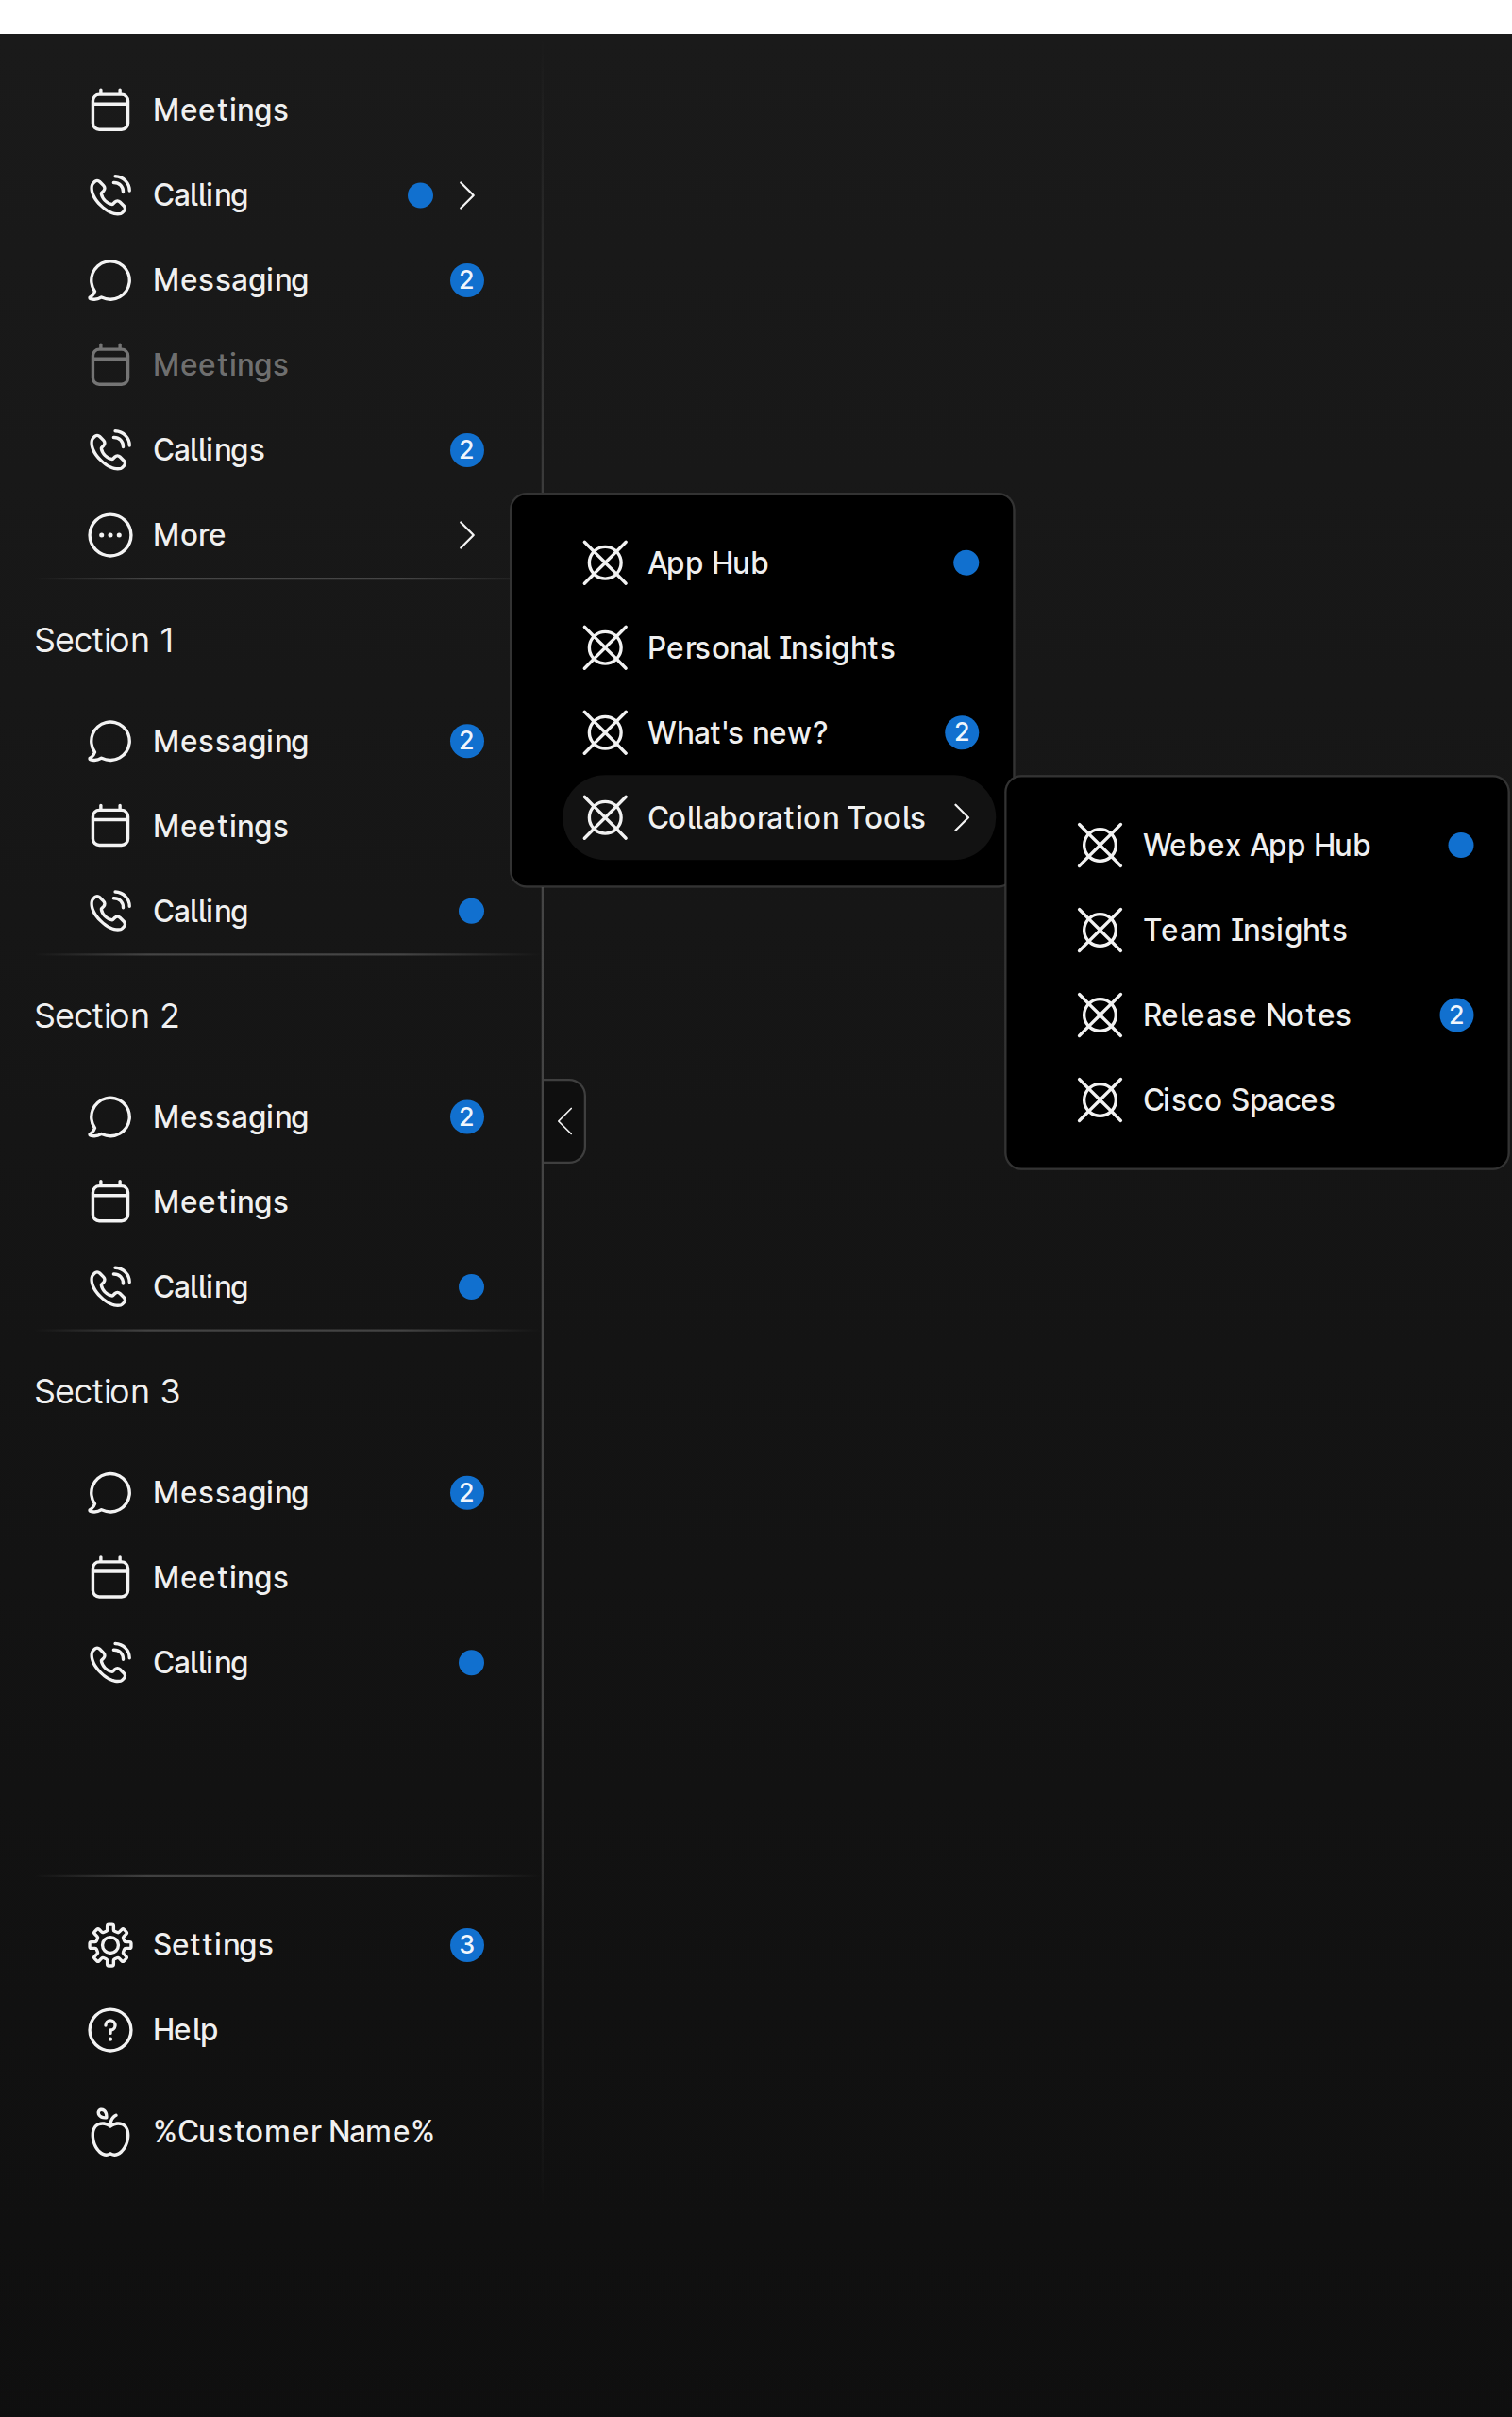 Meetings
Calling
Messaging 2
Meetings
Callings 2
More
App Hub
Personal Insights
What's new? 2
Collaboration Tools
Webex App Hub
Team Insights
Release Notes 2
Cisco Spaces
Section 1
Messaging 2
Meetings
Calling
Section 2
Messaging 2
Meetings
Calling
Section 3
Messaging 2
Meetings
Calling
Settings 3
Help
%Customer Name%